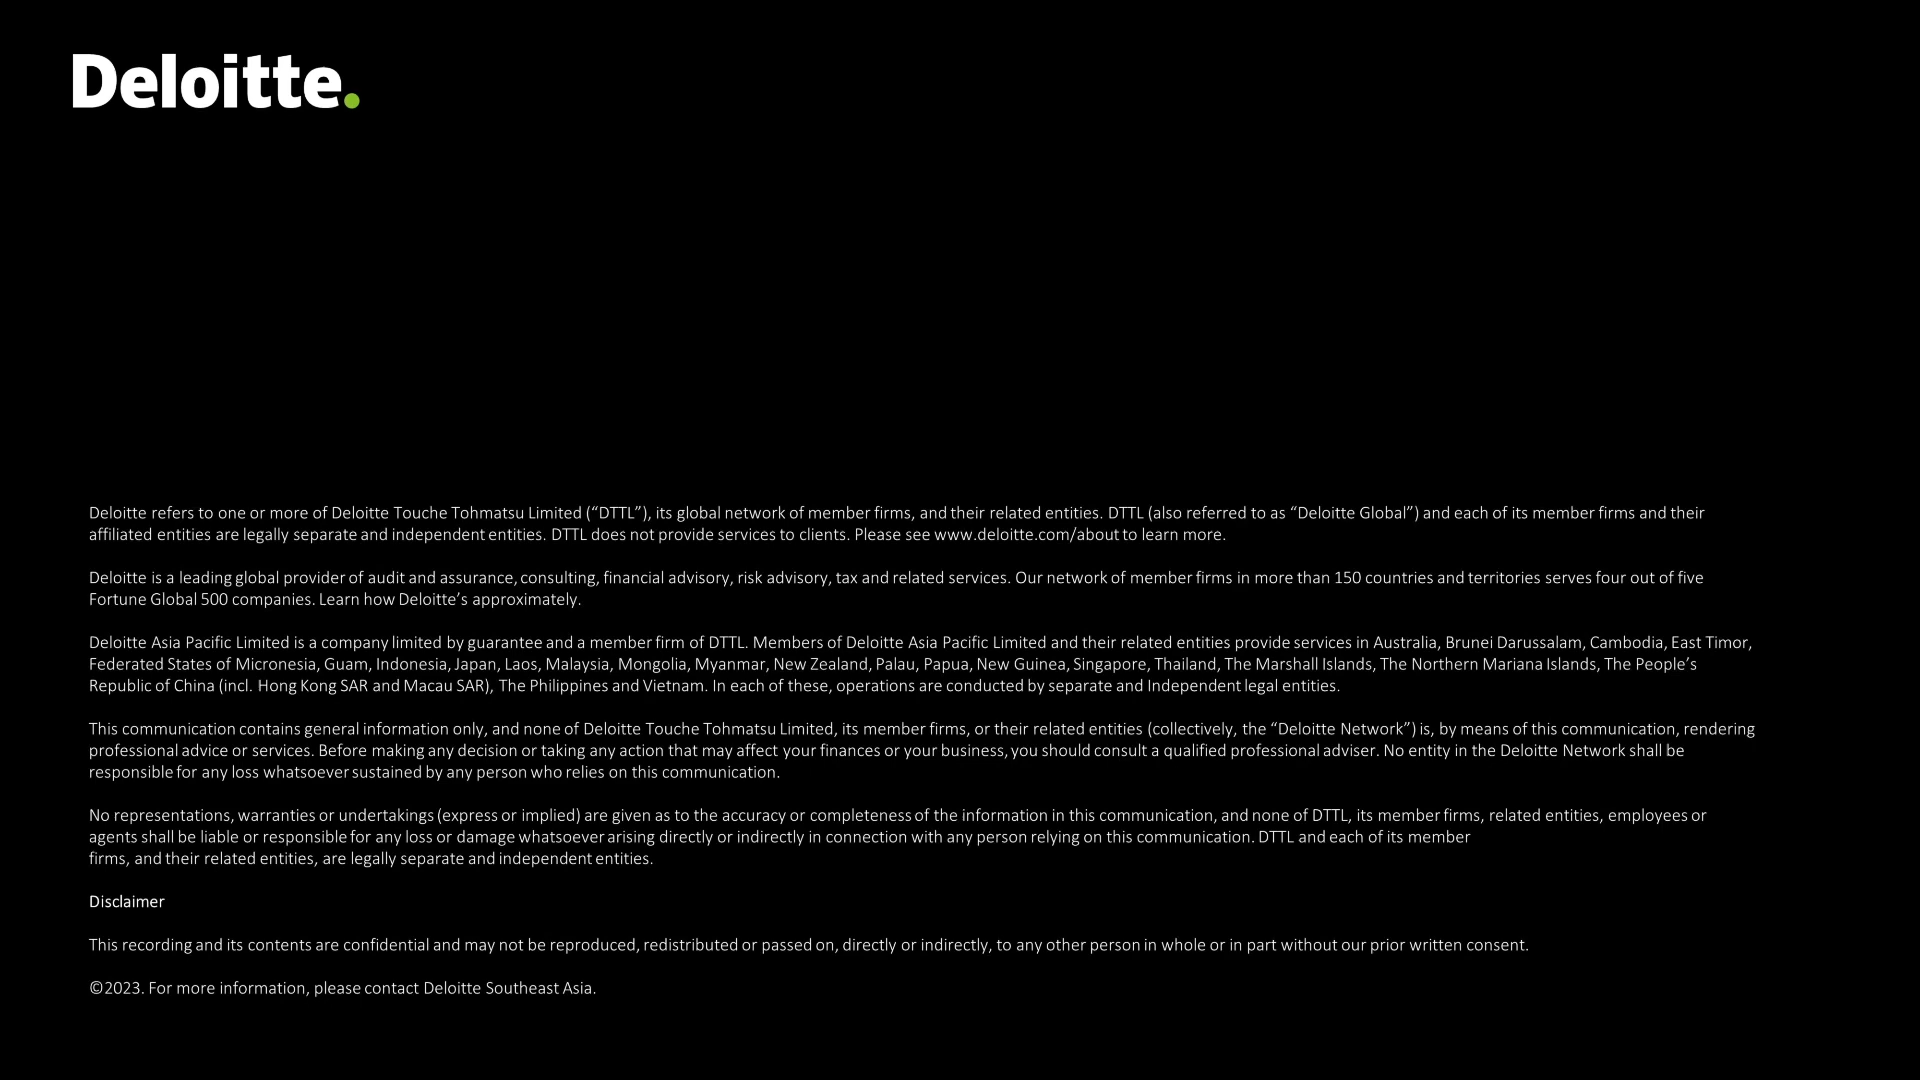 Deloitte.
Deloitte refers to one or more of Deloitte Touche Tohmatsu Limited (“DTTL”), its global network of member firms, and their related entities. DTTL (also referred to as “Deloitte Global”) and each of its member firms and their
affiliated entities are legally separate and independent entities. DTTL does not provide services to clients. Please see www.deloitte.com/about to learn more.
Deloitte is a leading global provider of audit and assurance, consulting, financial advisory, risk advisory, tax and related services. Our network of member firms in more than 150 countries and territories serves four out of five
Fortune Global 500 companies. Learn how Deloitte’s approximately.
Deloitte Asia Pacific Limited is a company limited by guarantee and a member firm of DTTL. Members of Deloitte Asia Pacific Limited and their related entities provide services in Australia, Brunei Darussalam, Cambodia, East Timor,
Federated States of Micronesia, Guam, Indonesia, Japan, Laos, Malaysia, Mongolia, Myanmar, New Zealand, Palau, Papua, New Guinea, Singapore, Thailand, The Marshall Islands, The Northern Mariana Islands, The People’s
Republic of China (incl. Hong Kong SAR and Macau SAR), The Philippines and Vietnam. In each of these, operations are conducted by separate and Independent legal entities.
This communication contains general information only, and none of Deloitte Touche Tohmatsu Limited, its member firms, or their related entities (collectively, the “Deloitte Network”) is, by means of this communication, rendering
professional advice or services. Before making any decision or taking any action that may affect your finances or your business, you should consult a qualified professional adviser. No entity in the Deloitte Network shall be
responsible for any loss whatsoever sustained by any person who relies on this communication.
No representations, warranties or undertakings (express or implied) are given as to the accuracy or completeness of the information in this communication, and none of DTTL, its member firms, related entities, employees or
agents shall be liable or responsible for any loss or damage whatsoever arising directly or indirectly in connection with any person relying on this communication. DTTL and each of its member
firms, and their related entities, are legally separate and independent entities.
Disclaimer
This recording and its contents are confidential and may not be reproduced, redistributed or passed on, directly or indirectly, to any other person in whole or in part without our prior written consent.
©2023. For more information, please contact Deloitte Southeast Asia.